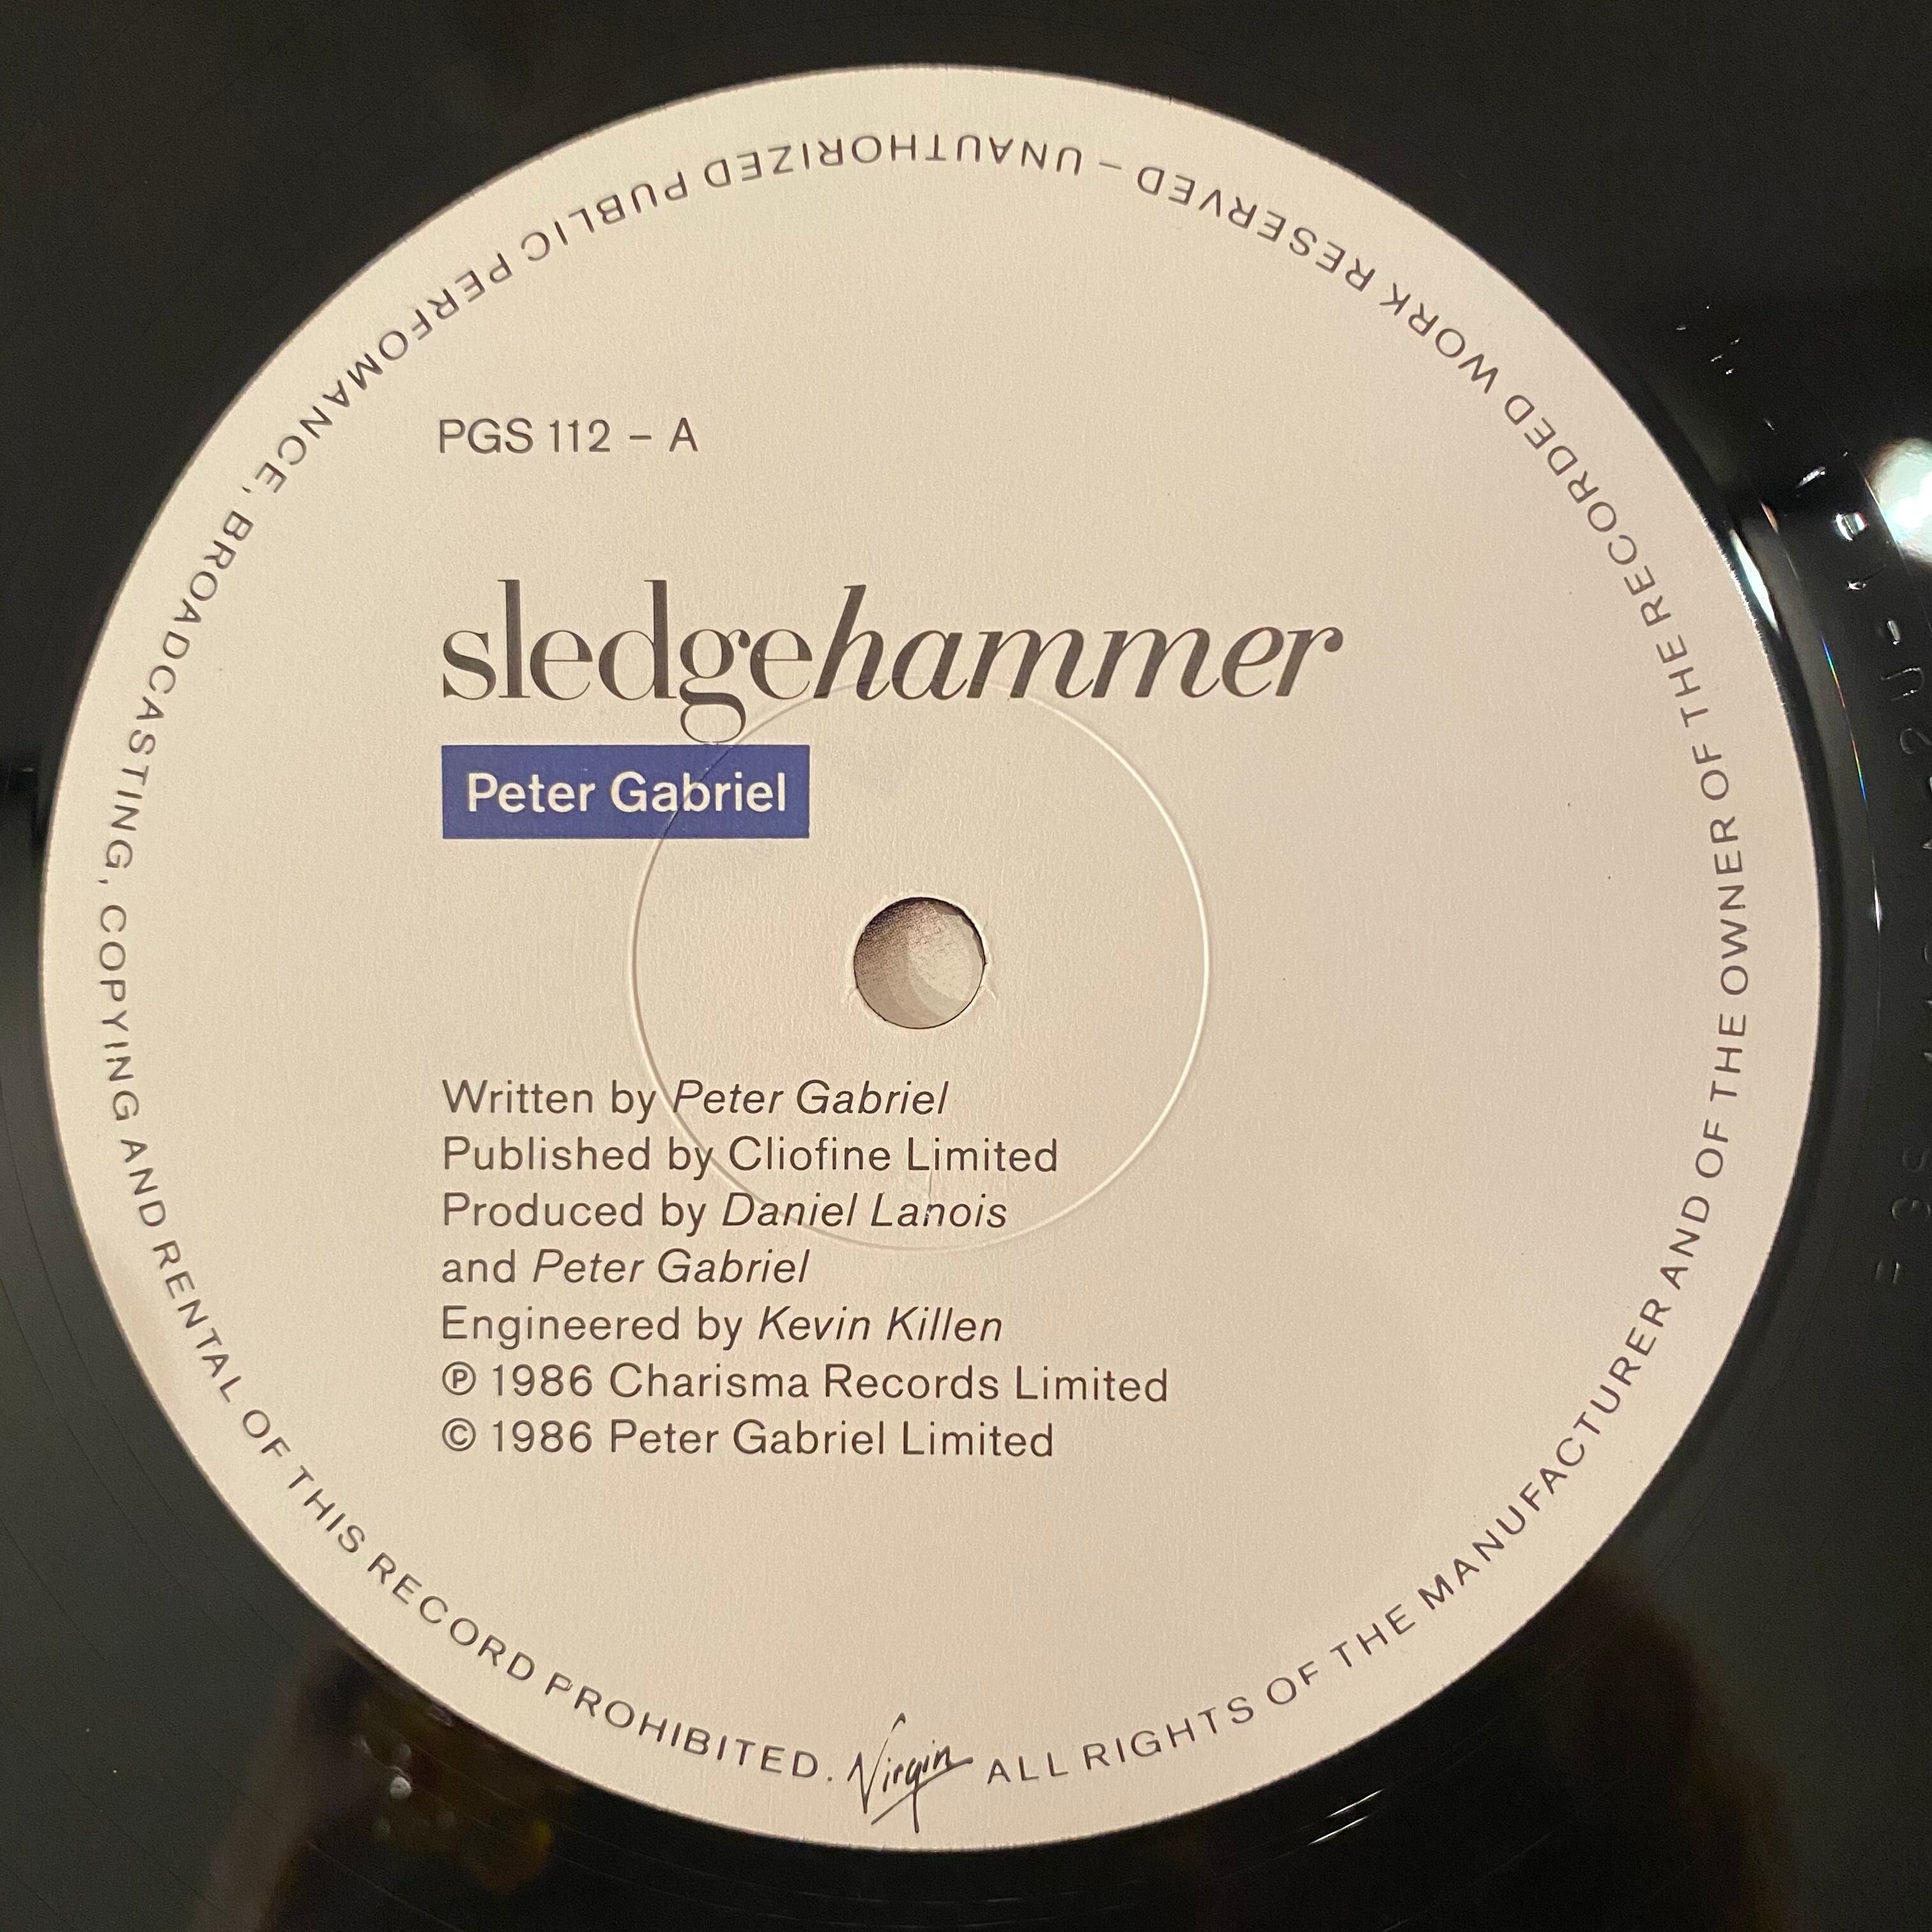 PGS 112 – A
sledgehammer
Peter Gabriel
Written by Peter Gabriel
Published by Cliofine Limited
Produced by Daniel Lanois
and Peter Gabriel
Engineered by Kevin Killen
℗ 1986 Charisma Records Limited
© 1986 Peter Gabriel Limited
ALL RIGHTS OF THE MANUFACTURER AND OF THE OWNER OF THE RECORDED WORK RESERVED – UNAUTHORIZED PUBLIC PERFOMANCE, BROADCASTING, COPYING AND RENTAL OF THIS RECORD PROHIBITED.
Virgin